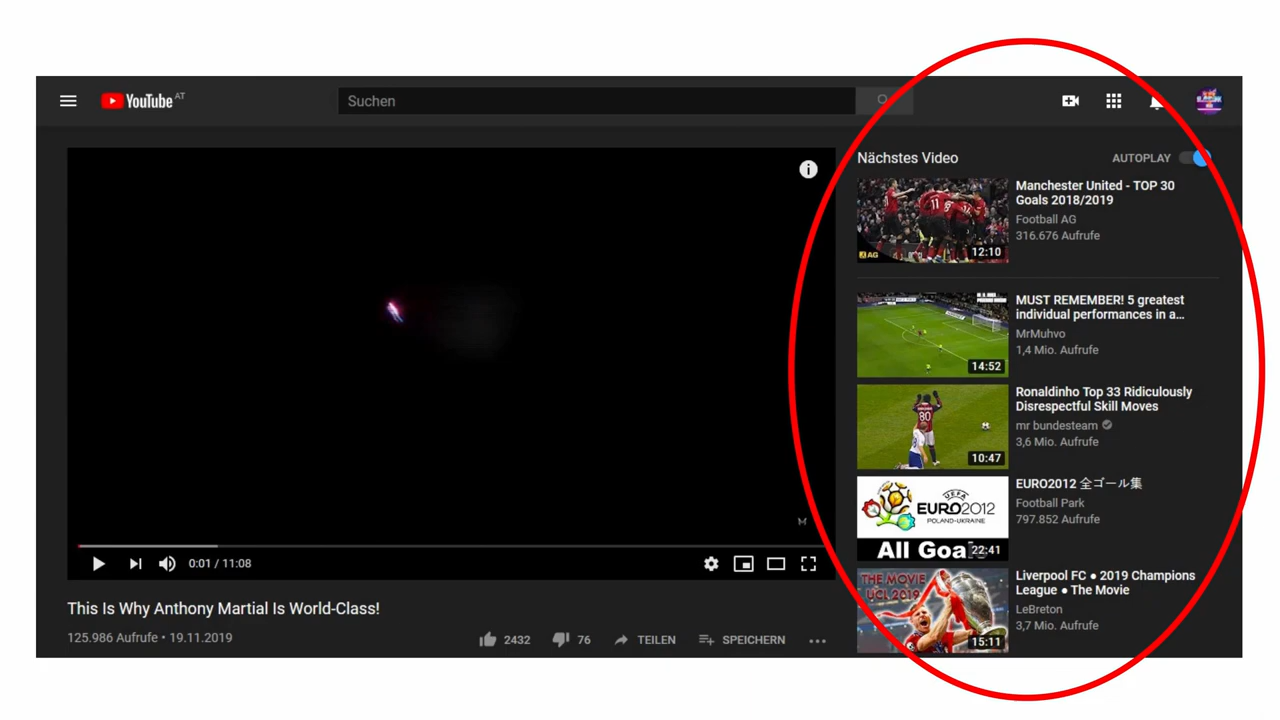 YouTube AT
Suchen
Nächstes Video
AUTOPLAY
Manchester United - TOP 30
Goals 2018/2019
Football AG
316.676 Aufrufe
AG
12:10
MUST REMEMBER! 5 greatest
individual performances in a...
MrMuhvo
1,4 Mio. Aufrufe
14:52
Ronaldinho Top 33 Ridiculously
Disrespectful Skill Moves
mr bundesteam
3,6 Mio. Aufrufe
80
10:47
EURO2012 全ゴール集
Football Park
797.852 Aufrufe
UEFA
EURO2012
POLAND-UKRAINE
All Goa
22:41
Liverpool FC ● 2019 Champions
League ● The Movie
LeBreton
3,7 Mio. Aufrufe
THE MOVIE
UCL 2019
15:11
0:01 / 11:08
This Is Why Anthony Martial Is World-Class!
125.986 Aufrufe • 19.11.2019
2432
76
TEILEN
SPEICHERN